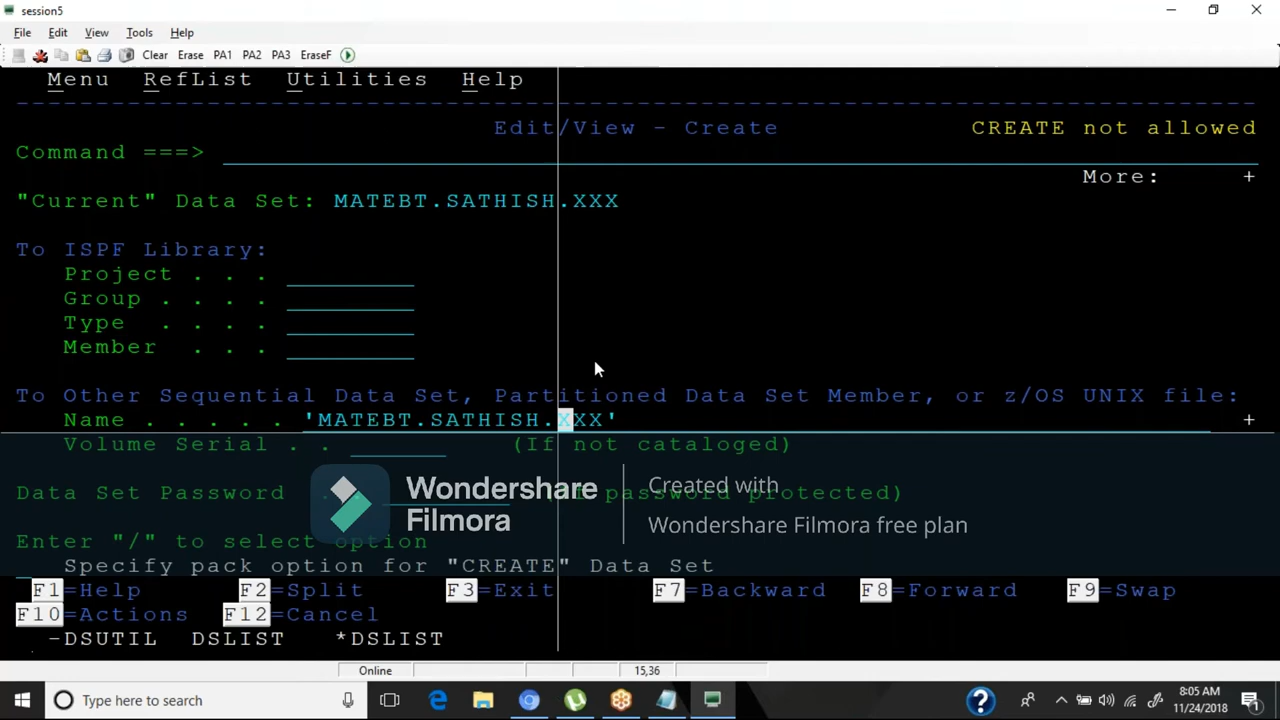 session5
File Edit View Tools Help
Clear Erase PA1 PA2 PA3 EraseF
Menu RefList Utilities Help
Edit/View - Create CREATE not allowed
Command ===>
More: +
"Current" Data Set: MATEBT.SATHISH.XXX
To ISPF Library:
Project . . .
Group . . . .
Type . . . .
Member . . .
To Other Sequential Data Set, Partitioned Data Set Member, or z/OS UNIX file:
Name . . . . . 'MATEBT.SATHISH.XXX' +
Volume Serial . . (If not cataloged)
Data Set Password . . (If password protected)
Wondershare Filmora
Created with
Wondershare Filmora free plan
Enter "/" to select option
Specify pack option for "CREATE" Data Set
F1=Help F2=Split F3=Exit F7=Backward F8=Forward F9=Swap
F10=Actions F12=Cancel
-DSUTIL DSLIST *DSLIST
Online 15,36
Type here to search
8:05 AM
11/24/2018